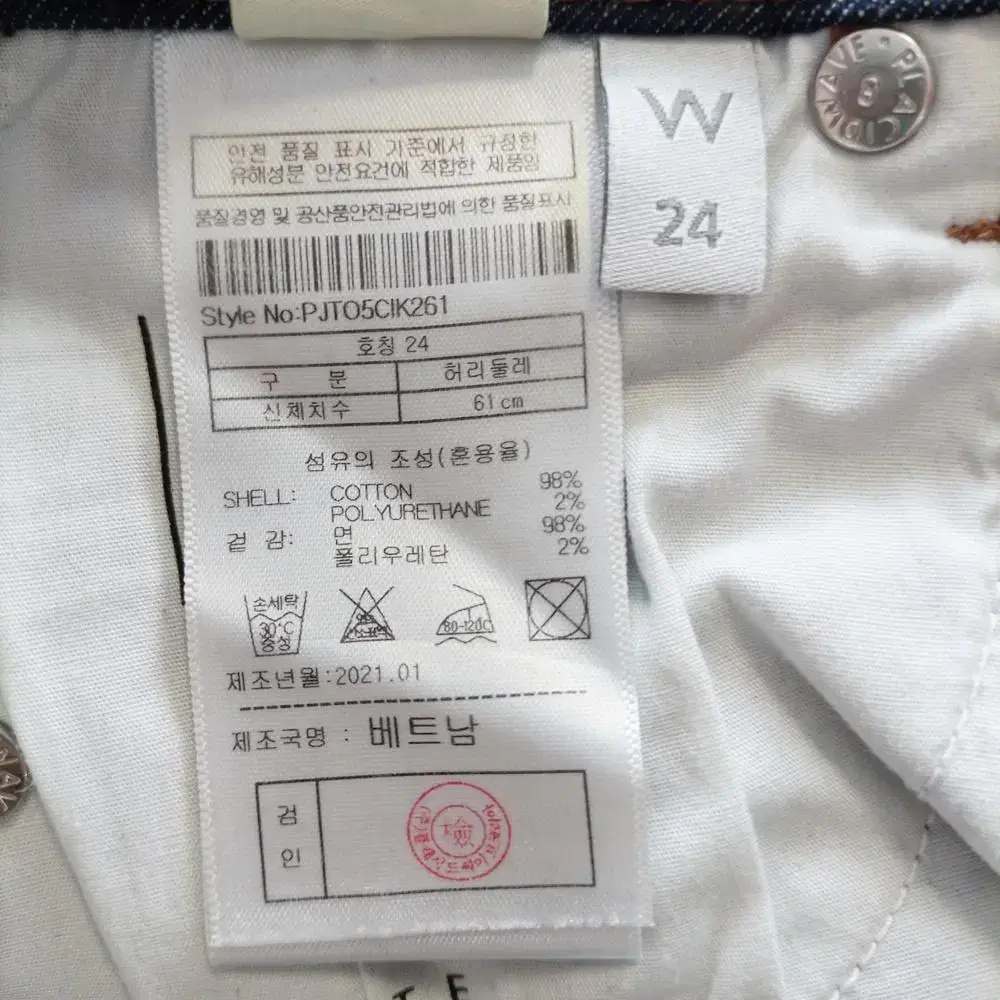 안전 품질 표시 기준에서 규정한
유해성분 안전요건에 적합한 제품임
품질경영 및 공산품안전관리법에 의한 품질표시
Style No:PJTO5CIK261
호칭 24
구 분 허리둘레
신체치수 61cm
섬유의 조성(혼용율)
SHELL: COTTON 98%
POLYURETHANE 2%
겉 감: 면 98%
폴리우레탄 2%
손세탁
30°C
중성
80-120C
제조년월:2021.01
제조국명 : 베트남
검
인
檢
W
24
PLACIDWAVE
8